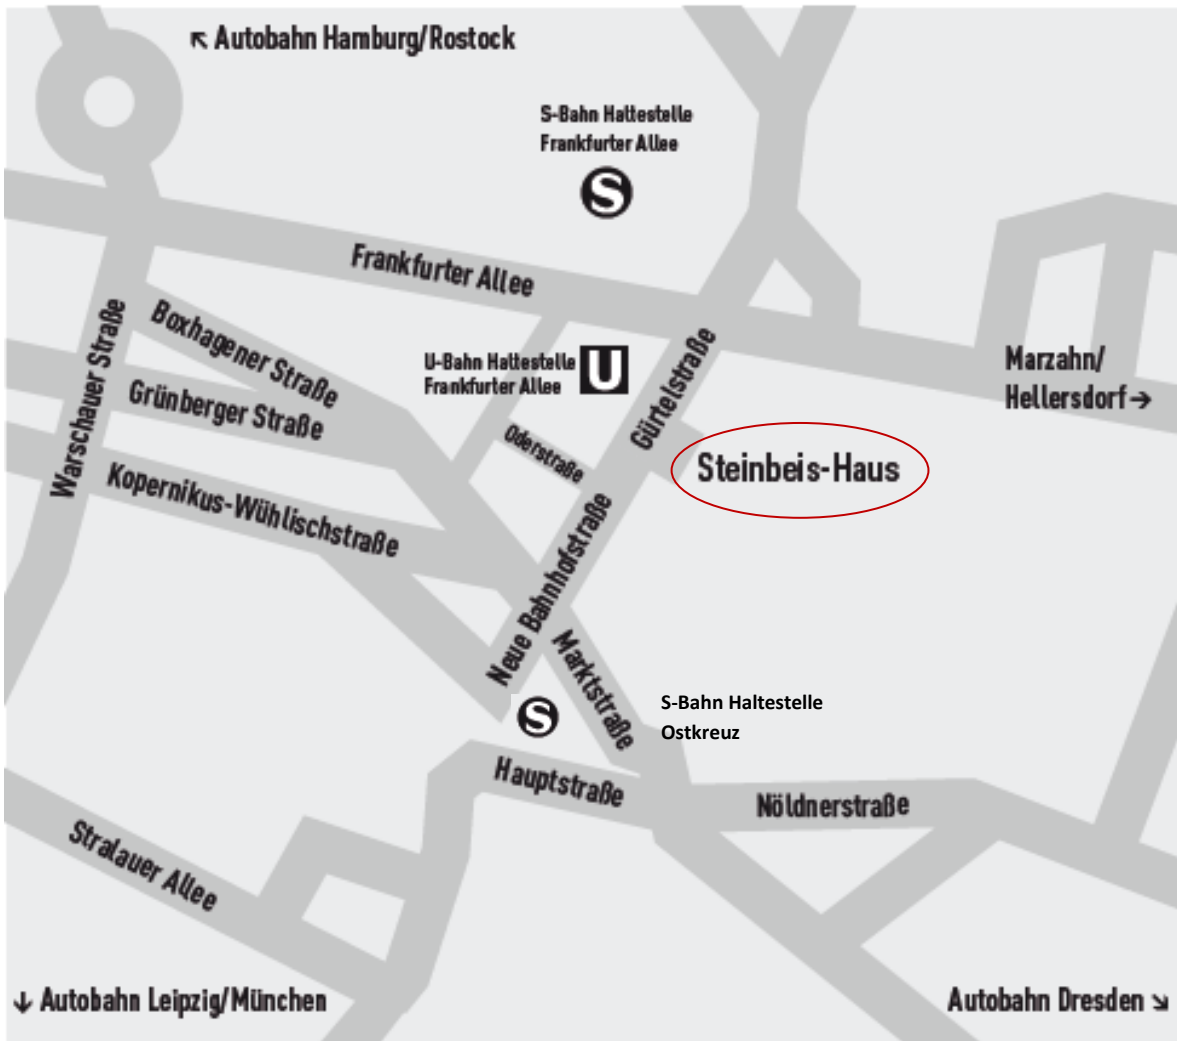 ↖ Autobahn Hamburg/Rostock
S-Bahn Haltestelle
Frankfurter Allee
S
Frankfurter Allee
Boxhagener Straße
Warschauer Straße
Grünberger Straße
U-Bahn Haltestelle
Frankfurter Allee
U
Gürtelstraße
Marzahn/
Hellersdorf→
Oderstraße
Steinbeis-Haus
Kopernikus-Wühlischstraße
Neue Bahnhofstraße
Marktstraße
S
S-Bahn Haltestelle
Ostkreuz
Hauptstraße
Nöldnerstraße
Stralauer Allee
↓ Autobahn Leipzig/München
Autobahn Dresden ↘